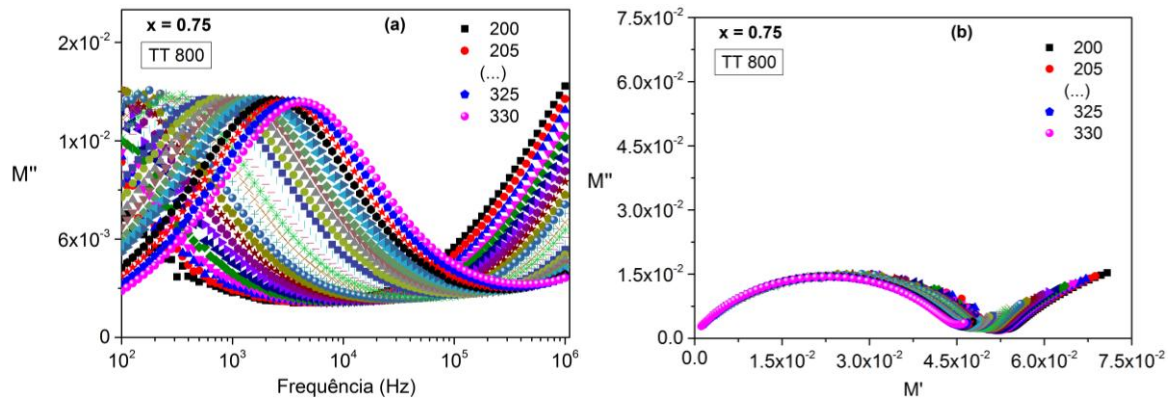 x = 0.75
TT 800
(a)
200
205
(...)
325
330
M''
2x10⁻²
1x10⁻²
6x10⁻³
0
10²
10³
10⁴
10⁵
10⁶
Frequência (Hz)
x = 0.75
TT 800
(b)
200
205
(...)
325
330
M''
7.5x10⁻²
6.0x10⁻²
4.5x10⁻²
3.0x10⁻²
1.5x10⁻²
0.0
0.0
1.5x10⁻²
3.0x10⁻²
4.5x10⁻²
6.0x10⁻²
7.5x10⁻²
M'